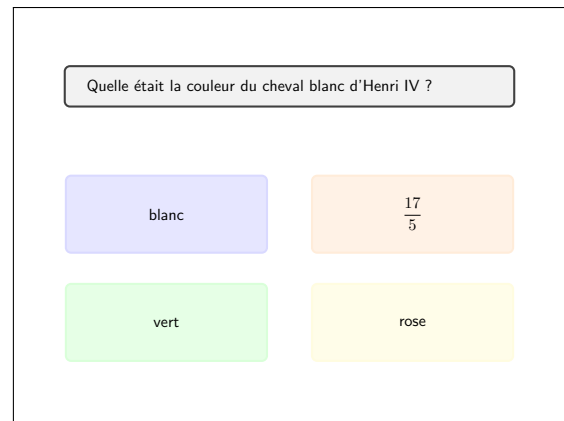 Quelle était la couleur du cheval blanc d'Henri IV ?
blanc
17
5
vert
rose